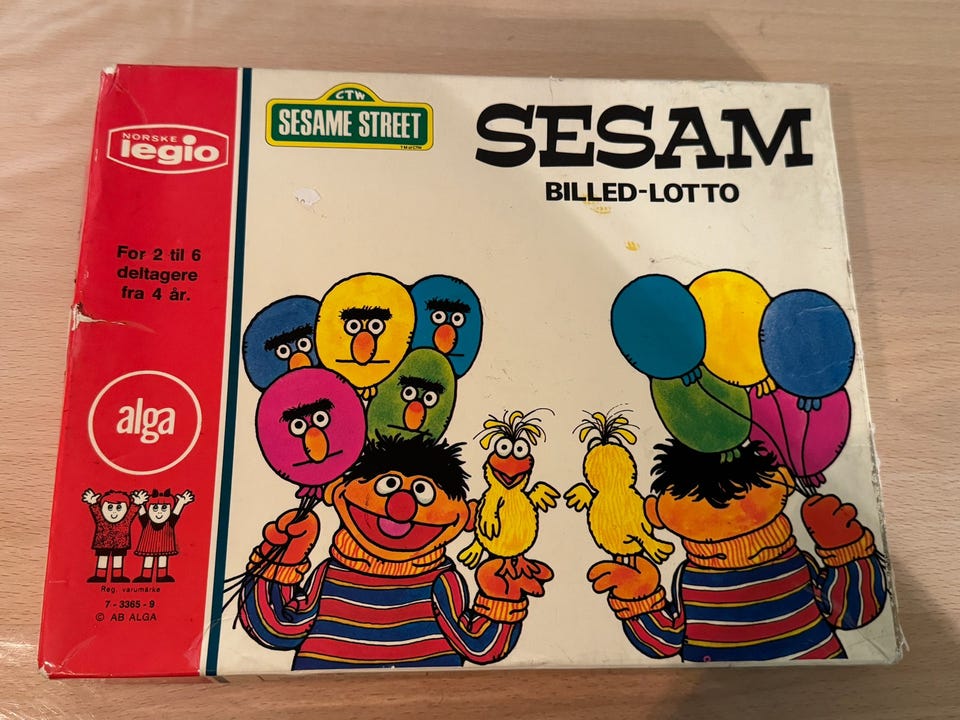 NORSKE
legio
For 2 til 6
deltagere
fra 4 år.
alga
Reg. varumärke
7-3365-9
© AB ALGA
CTW
SESAME STREET
SESAM
BILLED-LOTTO